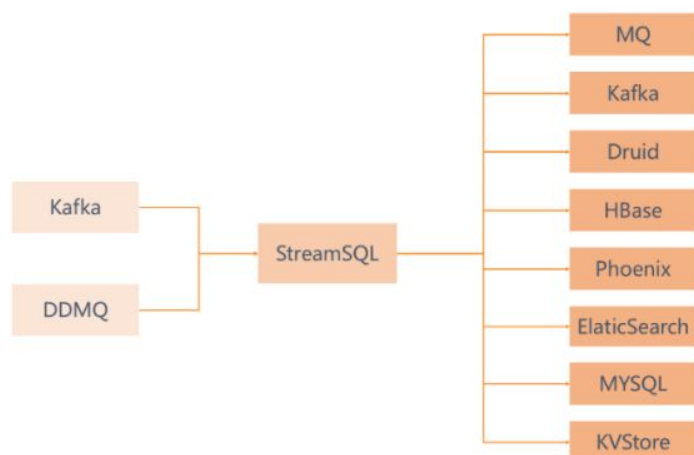 Kafka
DDMQ
StreamSQL
MQ
Kafka
Druid
HBase
Phoenix
ElaticSearch
MYSQL
KVStore